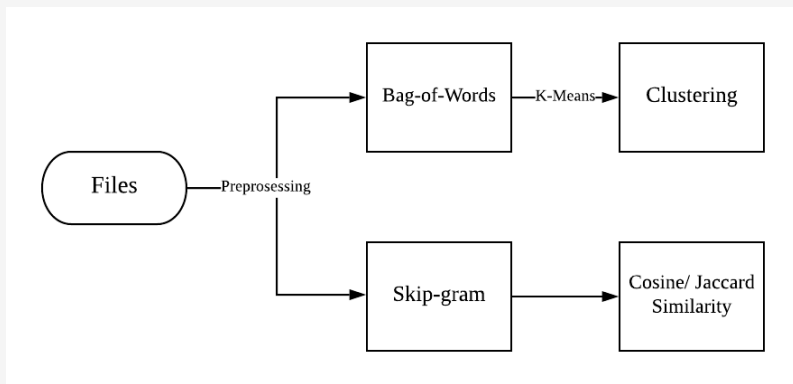 Files
Preprosessing
Bag-of-Words
K-Means
Clustering
Skip-gram
Cosine/ Jaccard
Similarity